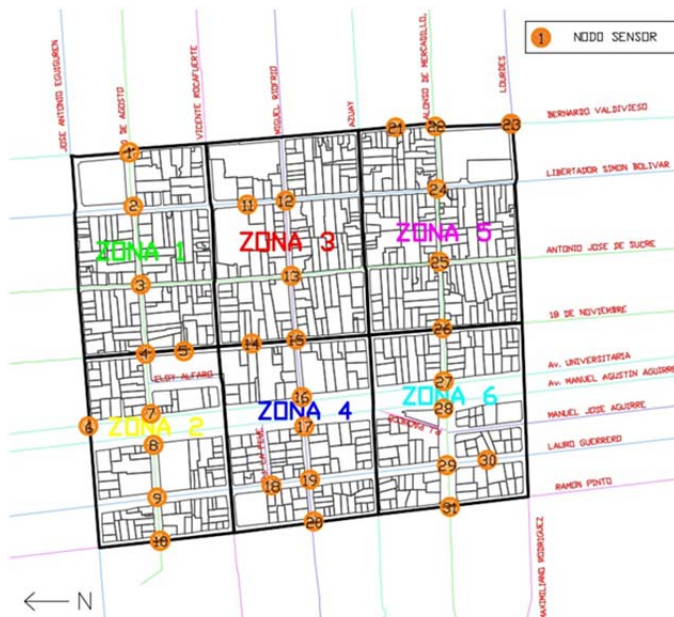 1 NODO SENSOR
JOSE ANTONIO EGUIGUREN
DE AGOSTO
VICENTE ROCAFUERTE
MIGUEL RIOFRIO
AZUAY
ALONSO DE MERCADILLO.
LOURDES
BERNARDO VALDIVIESO
LIBERTADOR SIMON BOLIVAR
ANTONIO JOSE DE SUCRE
18 DE NOVIEMBRE
Av. UNIVERSITARIA
Av. MANUEL AGUSTIN AGUIRRE
MANUEL JOSE AGUIRRE
LAURO GUERRERO
RAMON PINTO
MAXIMILIANO RODRIGUEZ
1
21
22
23
2
11
12
24
ZONA 1
ZONA 3
ZONA 5
3
13
25
4
5
14
15
26
ELOY ALFARO
6
7
16
27
ZONA 2
ZONA 4
ZONA 6
8
17
28
9
18
19
29
30
10
20
31
N